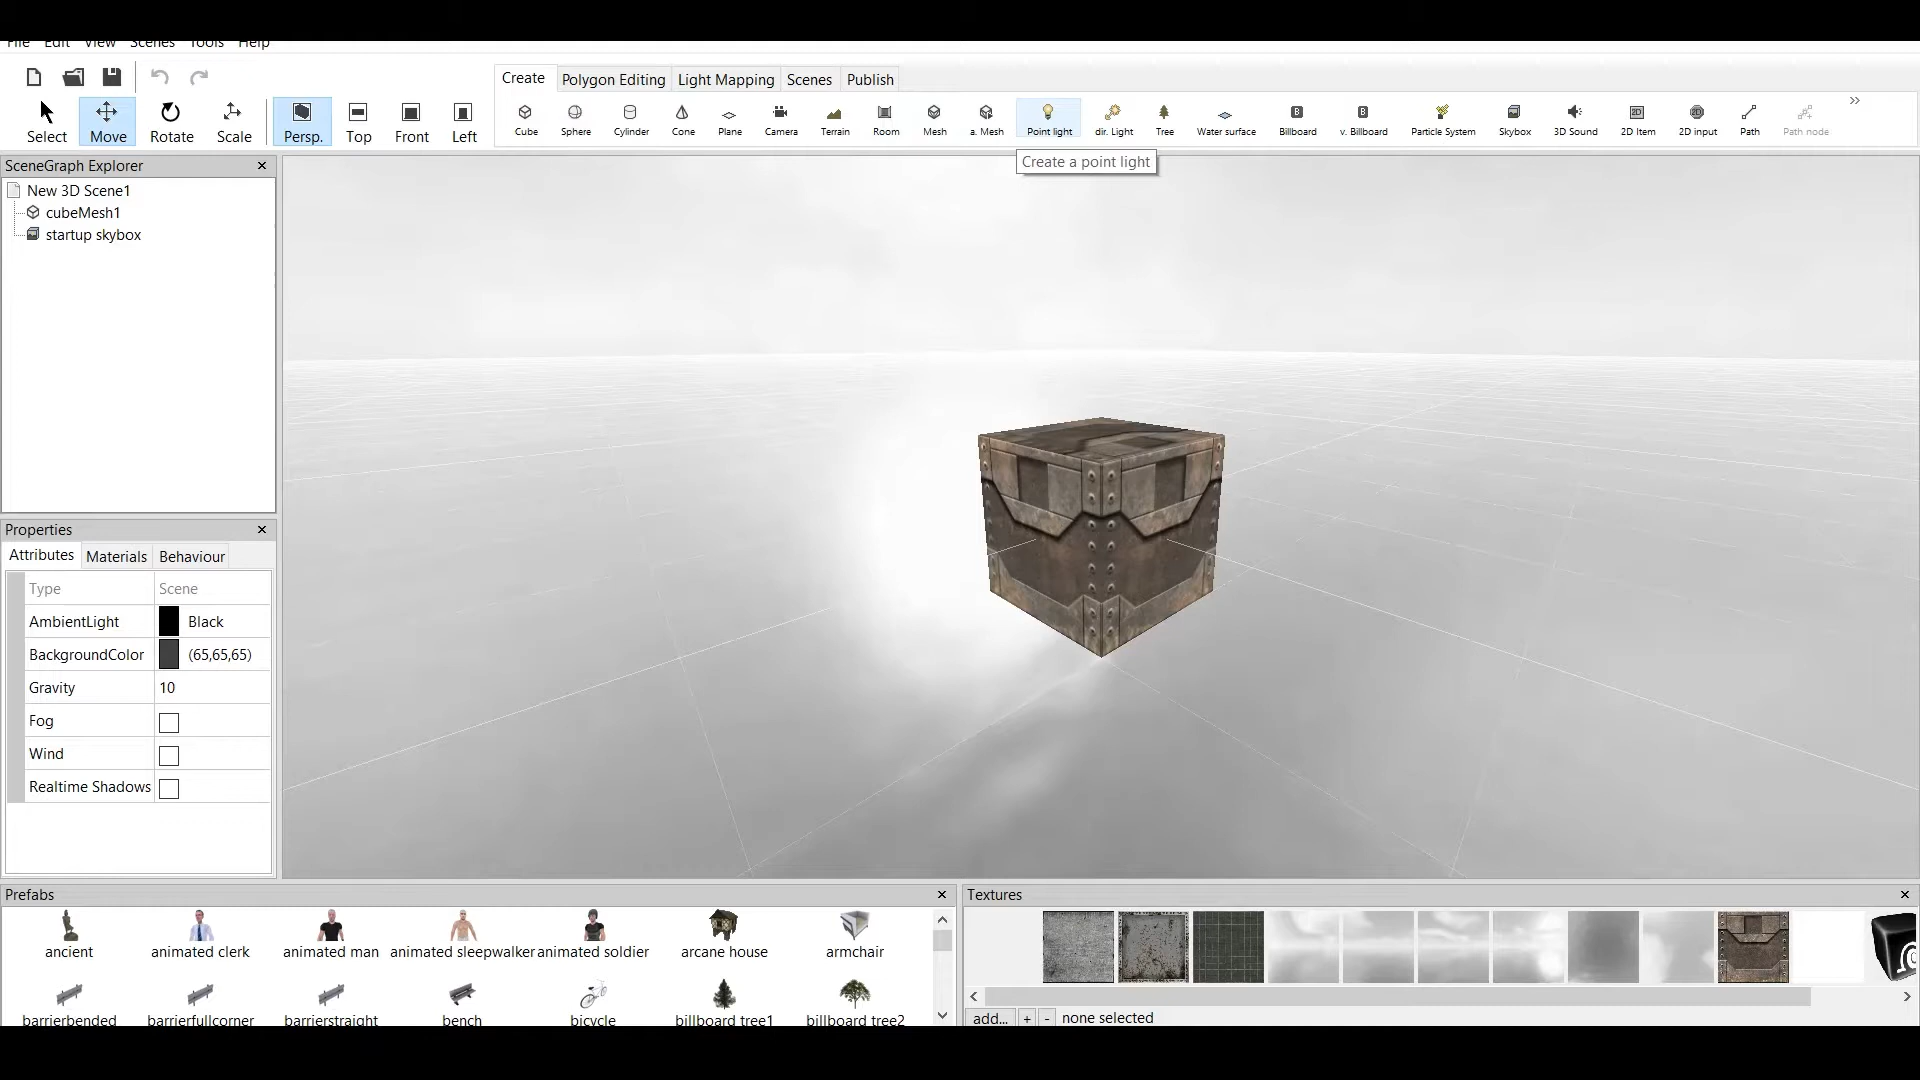 File Edit View Scenes Tools Help
Create Polygon Editing Light Mapping Scenes Publish
Select Move Rotate Scale Persp. Top Front Left
Cube Sphere Cylinder Cone Plane Camera Terrain Room Mesh a. Mesh Point light dir. Light Tree Water surface Billboard v. Billboard Particle System Skybox 3D Sound 2D Item 2D input Path Path node
Create a point light
SceneGraph Explorer
New 3D Scene1
cubeMesh1
startup skybox
Properties
Attributes Materials Behaviour
Type Scene
AmbientLight Black
BackgroundColor (65,65,65)
Gravity 10
Fog
Wind
Realtime Shadows
Prefabs
ancient animated clerk animated man animated sleepwalker animated soldier arcane house armchair
barrierbended barrierfullcorner barrierstraight bench bicycle billboard tree1 billboard tree2
Textures
add... + - none selected